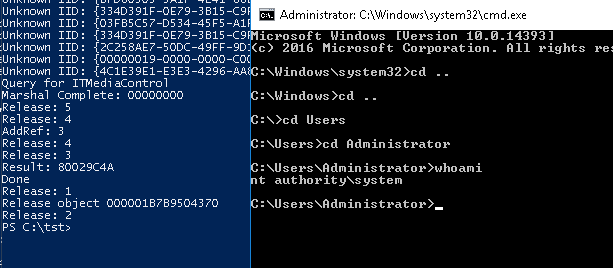 Unknown IID: {334D391F-0E79-3B15-C9
Unknown IID: {03FB5C57-D534-45F5-A1
Unknown IID: {334D391F-0E79-3B15-C9
Unknown IID: {2C258AE7-50DC-49FF-9D1
Unknown IID: {00000019-0000-0000-C00
Unknown IID: {4C1E39E1-E3E3-4296-AA8
Query for ITMediaControl
Marshal Complete: 00000000
Release: 5
Release: 4
AddRef: 3
Release: 4
Release: 3
Result: 80029C4A
Done
Release: 1
Release object 000001B7B9504370
Release: 2
PS C:\tst>
Administrator: C:\Windows\system32\cmd.exe
Microsoft Windows [Version 10.0.14393]
(c) 2016 Microsoft Corporation. All rights res
C:\Windows\system32>cd ..
C:\Windows>cd ..
C:\>cd Users
C:\Users>cd Administrator
C:\Users\Administrator>whoami
nt authority\system
C:\Users\Administrator>_